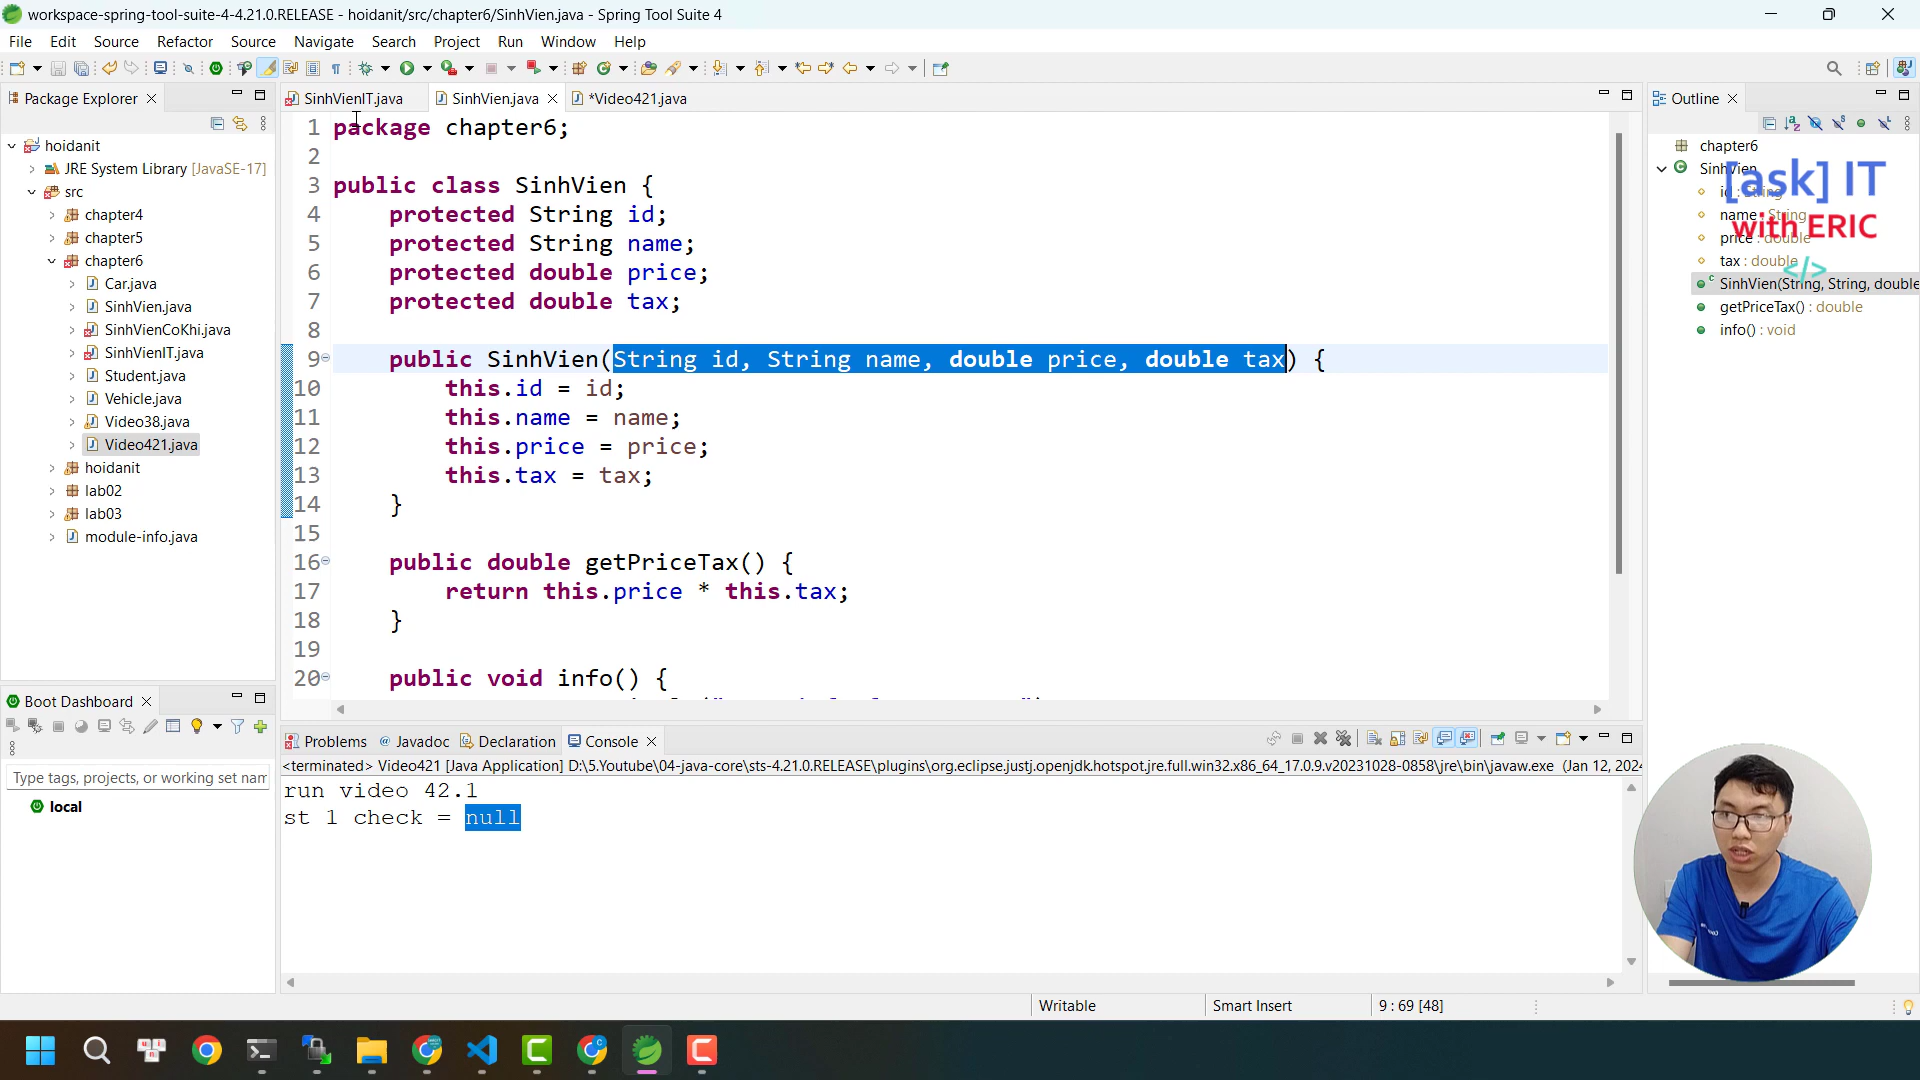 workspace-spring-tool-suite-4-4.21.0.RELEASE - hoidanit/src/chapter6/SinhVien.java - Spring Tool Suite 4
File Edit Source Refactor Source Navigate Search Project Run Window Help
Package Explorer
hoidanit
JRE System Library [JavaSE-17]
src
chapter4
chapter5
chapter6
Car.java
SinhVien.java
SinhVienCoKhi.java
SinhVienIT.java
Student.java
Vehicle.java
Video38.java
Video421.java
hoidanit
lab02
lab03
module-info.java
Boot Dashboard
Type tags, projects, or working set nam
local
SinhVienIT.java SinhVien.java *Video421.java
1 package chapter6;
2
3 public class SinhVien {
4 protected String id;
5 protected String name;
6 protected double price;
7 protected double tax;
8
9 public SinhVien(String id, String name, double price, double tax) {
10 this.id = id;
11 this.name = name;
12 this.price = price;
13 this.tax = tax;
14 }
15
16 public double getPriceTax() {
17 return this.price * this.tax;
18 }
19
20 public void info() {
Problems Javadoc Declaration Console
<terminated> Video421 [Java Application] D:\5.Youtube\04-java-core\sts-4.21.0.RELEASE\plugins\org.eclipse.justj.openjdk.hotspot.jre.full.win32.x86_64_17.0.9.v20231028-0858\jre\bin\javaw.exe (Jan 12, 2024
run video 42.1
st 1 check = null
Outline
chapter6
SinhVien
id : String
name : String
price : double
tax : double
SinhVien(String, String, double
getPriceTax() : double
info() : void
[ask] IT
with ERIC
</>
Writable Smart Insert 9 : 69 [48]